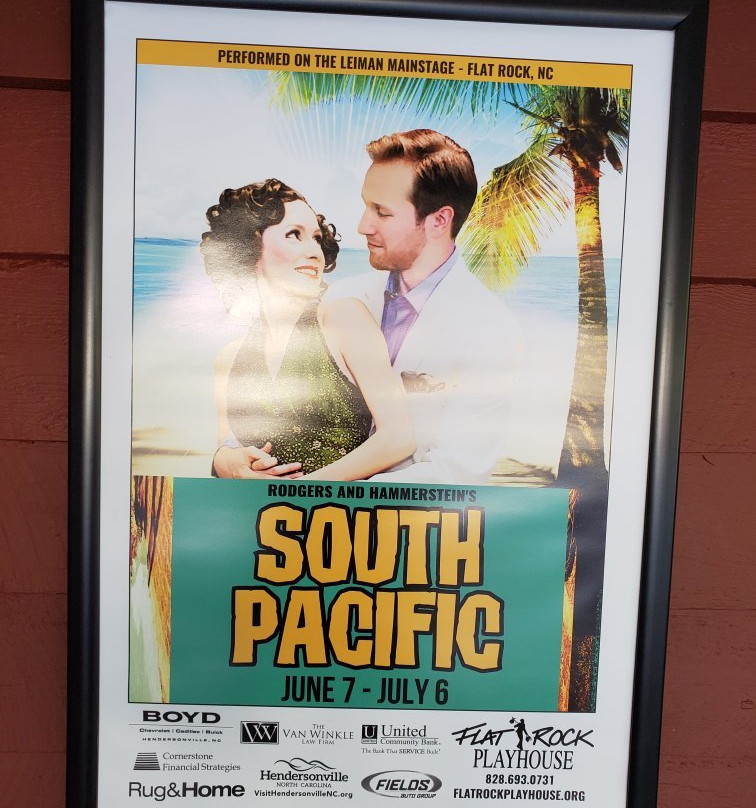 PERFORMED ON THE LEIMAN MAINSTAGE - FLAT ROCK, NC
RODGERS AND HAMMERSTEIN'S
SOUTH
PACIFIC
JUNE 7 - JULY 6
BOYD
Chevrolet | Cadillac | Buick
HENDERSONVILLE, NC
VW
THE
VAN WINKLE
LAW FIRM
United
Community Bank
The Bank That SERVICE Built
FLAT ROCK
PLAYHOUSE
828.693.0731
FLATROCKPLAYHOUSE.ORG
Cornerstone
Financial Strategies
Rug&Home
Hendersonville
NORTH CAROLINA
VisitHendersonvilleNC.org
FIELDS
AUTO GROUP